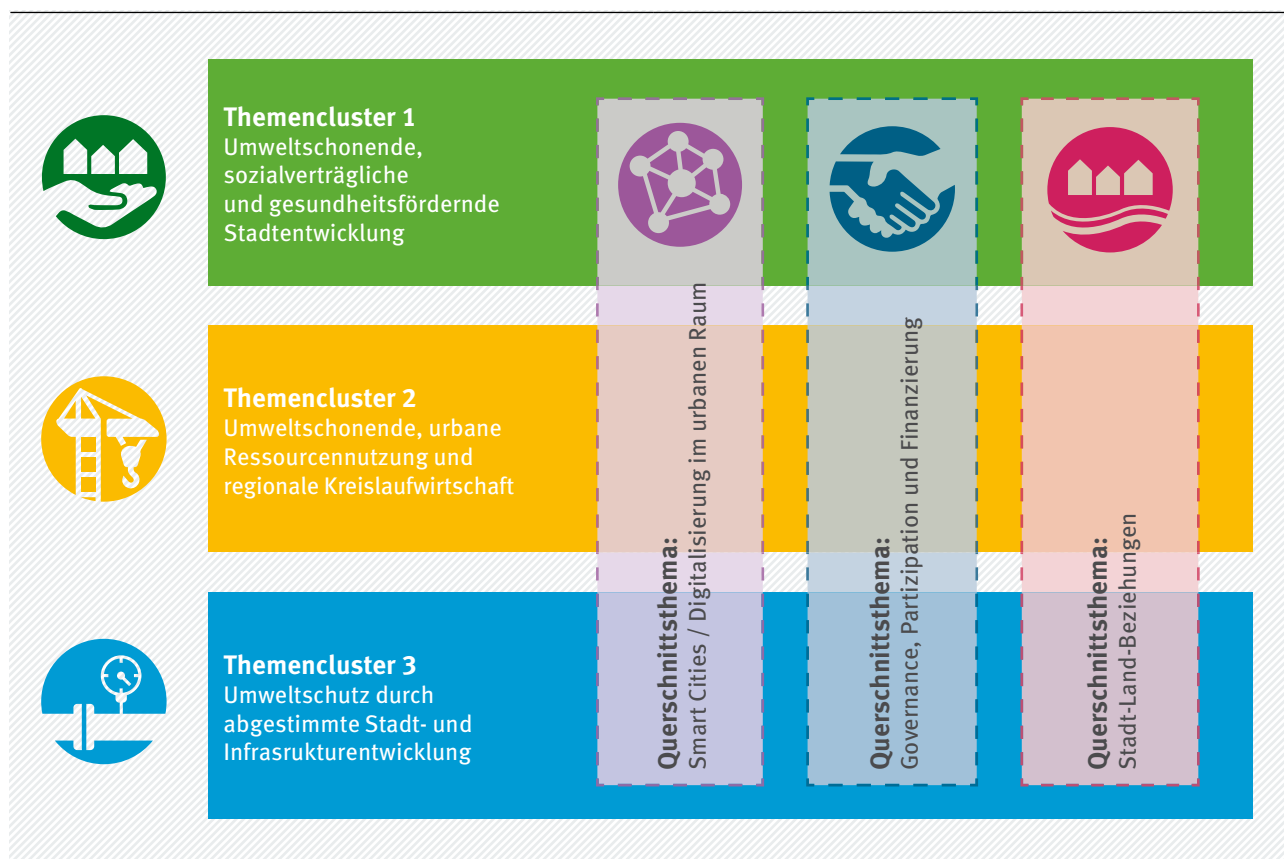 Themencluster 1
Umweltschonende,
sozialverträgliche
und gesundheitsfördernde
Stadtentwicklung
Themencluster 2
Umweltschonende, urbane
Ressourcennutzung und
regionale Kreislaufwirtschaft
Themencluster 3
Umweltschutz durch
abgestimmte Stadt- und
Infrasrukturentwicklung
Querschnittsthema:
Smart Cities / Digitalisierung im urbanen Raum
Querschnittsthema:
Governance, Partizipation und Finanzierung
Querschnittsthema:
Stadt-Land-Beziehungen